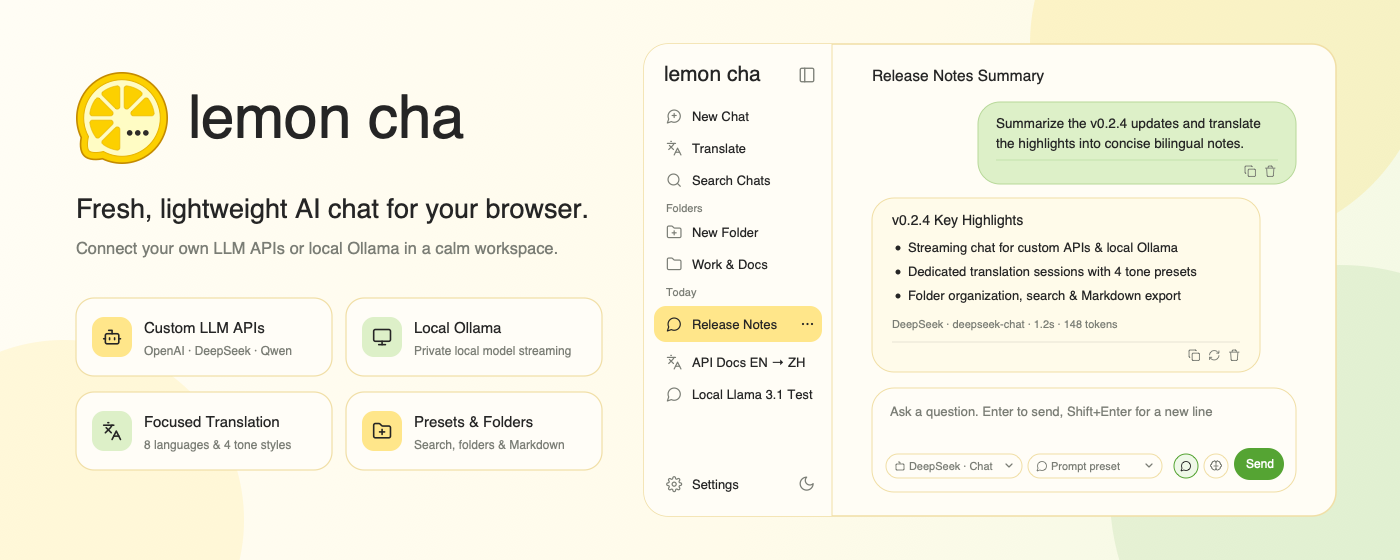 lemon cha
Fresh, lightweight AI chat for your browser.
Connect your own LLM APIs or local Ollama in a calm workspace.
Custom LLM APIs
OpenAI · DeepSeek · Qwen
Local Ollama
Private local model streaming
Focused Translation
8 languages & 4 tone styles
Presets & Folders
Search, folders & Markdown
lemon cha
New Chat
Translate
Search Chats
Folders
New Folder
Work & Docs
Today
Release Notes
API Docs EN → ZH
Local Llama 3.1 Test
Settings
Release Notes Summary
Summarize the v0.2.4 updates and translate
the highlights into concise bilingual notes.
v0.2.4 Key Highlights
• Streaming chat for custom APIs & local Ollama
• Dedicated translation sessions with 4 tone presets
• Folder organization, search & Markdown export
DeepSeek · deepseek-chat · 1.2s · 148 tokens
Ask a question. Enter to send, Shift+Enter for a new line
DeepSeek · Chat
Prompt preset
Send